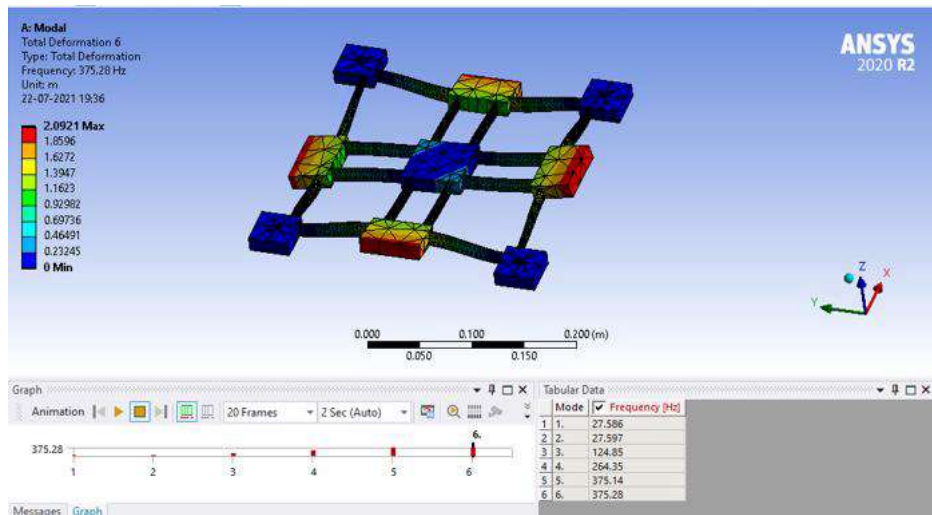 A: Modal
Total Deformation 6
Type: Total Deformation
Frequency: 375.28 Hz
Unit: m
22-07-2021 19:36
2.0921 Max
1.8596
1.6272
1.3947
1.1623
0.92982
0.69736
0.46491
0.23245
0 Min
ANSYS
2020 R2
Z
X
Y
0.000 0.100 0.200 (m)
0.050 0.150
Graph
Animation 20 Frames 2 Sec (Auto)
6.
375.28
1 2 3 4 5 6
Messages Graph
Tabular Data
Mode Frequency [Hz]
1 1. 27.586
2 2. 27.597
3 3. 124.85
4 4. 264.35
5 5. 375.14
6 6. 375.28